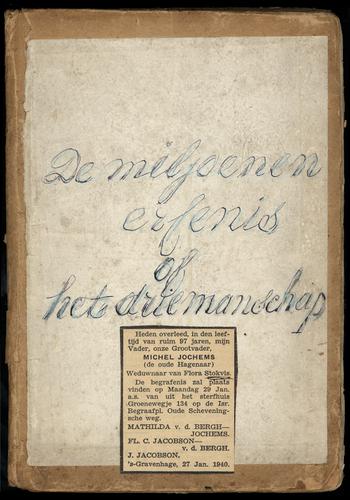 De miljoenen
erfenis
of
het driemanschap
Heden overleed, in den leef-
tijd van ruim 97 jaren, mijn
Vader, onze Grootvader,
MICHEL JOCHEMS
(de oude Hagenaar)
Weduwnaar van Flora Stokvis.
De begrafenis zal plaats
vinden op Maandag 29 Jan.
a.s. van uit het sterfhuis
Groenewegje 134 op de Isr.
Begraafpl. Oude Schevening-
sche weg.
MATHILDA v. d. BERGH—
JOCHEMS.
FL. C. JACOBSON—
v. d. BERGH.
J. JACOBSON.
's-Gravenhage, 27 Jan. 1940.